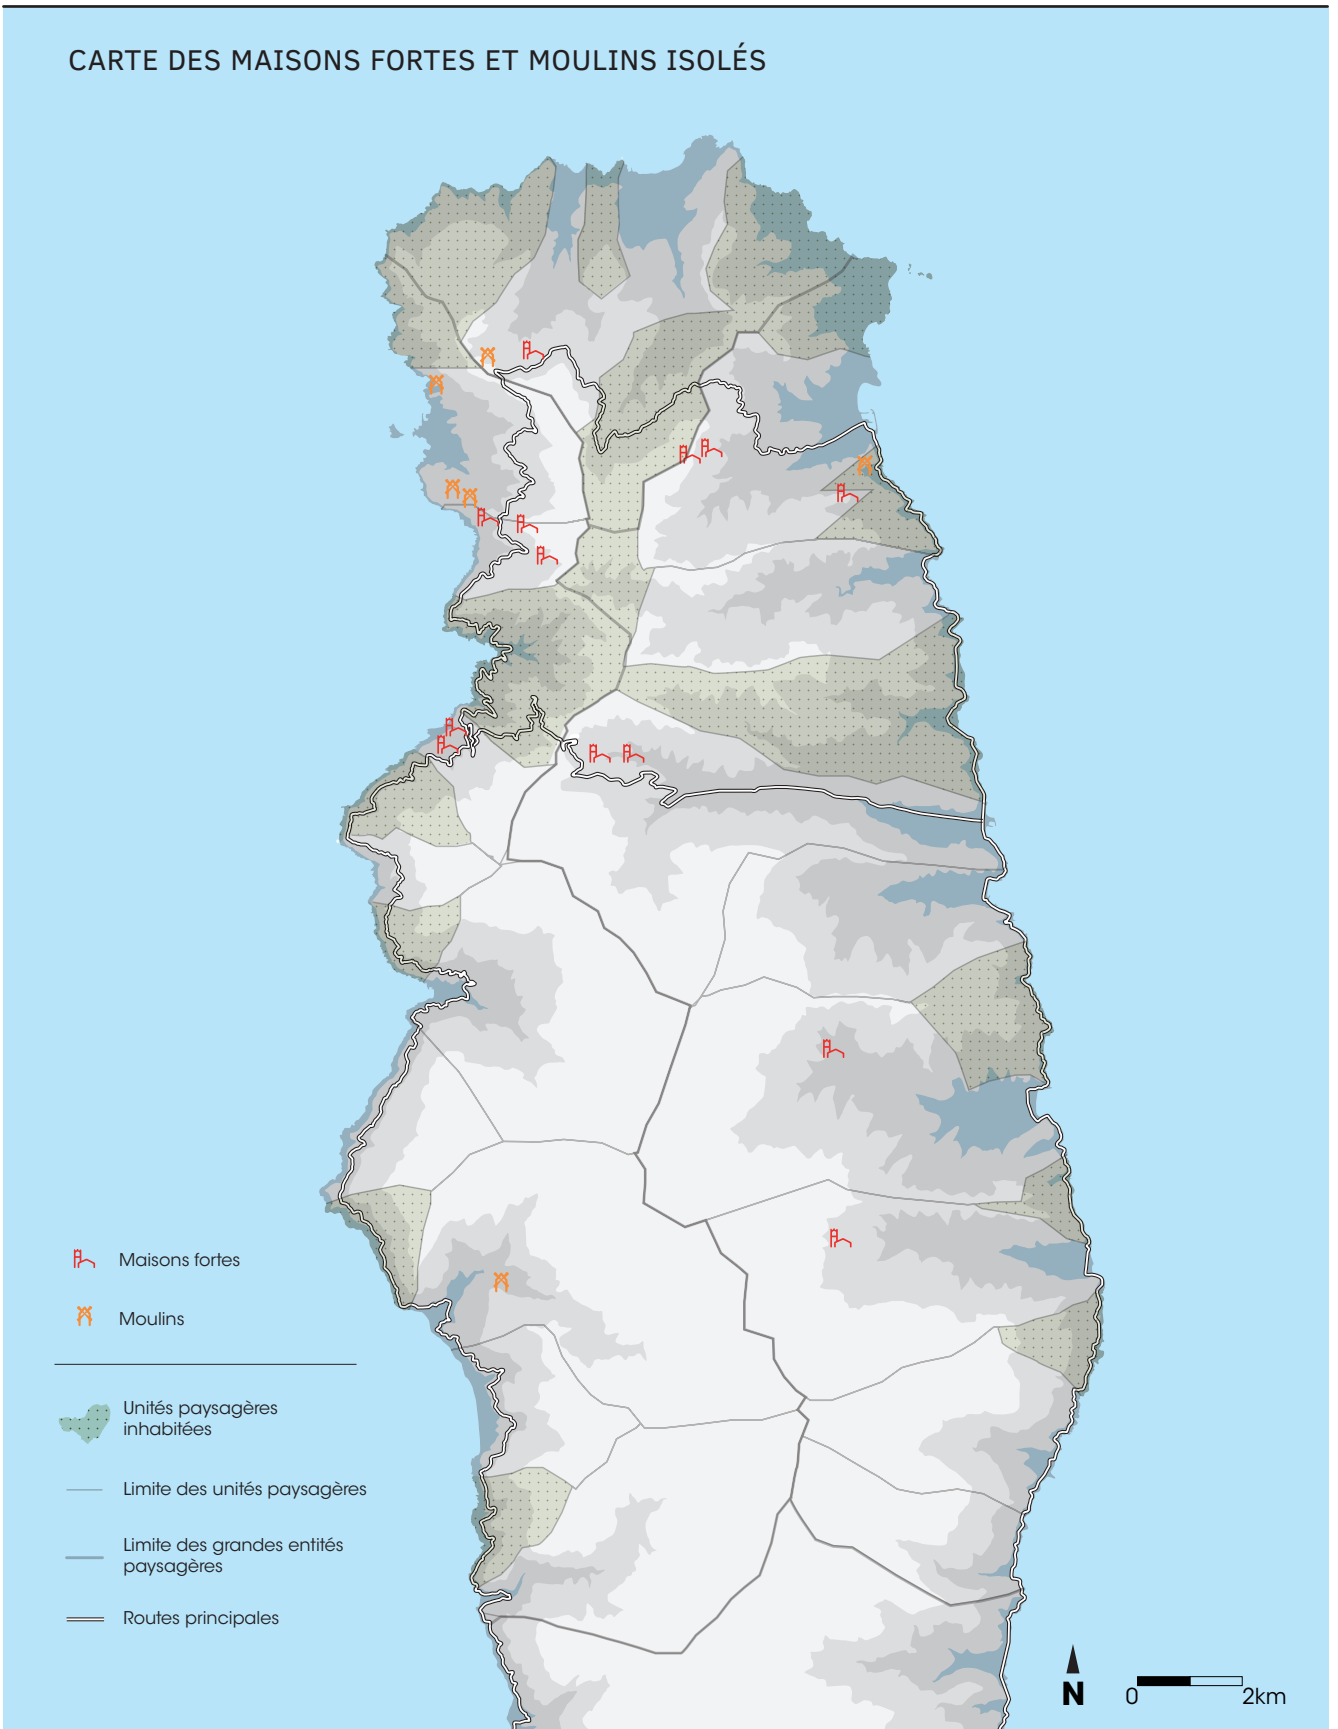 CARTE DES MAISONS FORTES ET MOULINS ISOLÉS
Maisons fortes
Moulins
Unités paysagères
inhabitées
Limite des unités paysagères
Limite des grandes entités
paysagères
Routes principales
N
0 2km